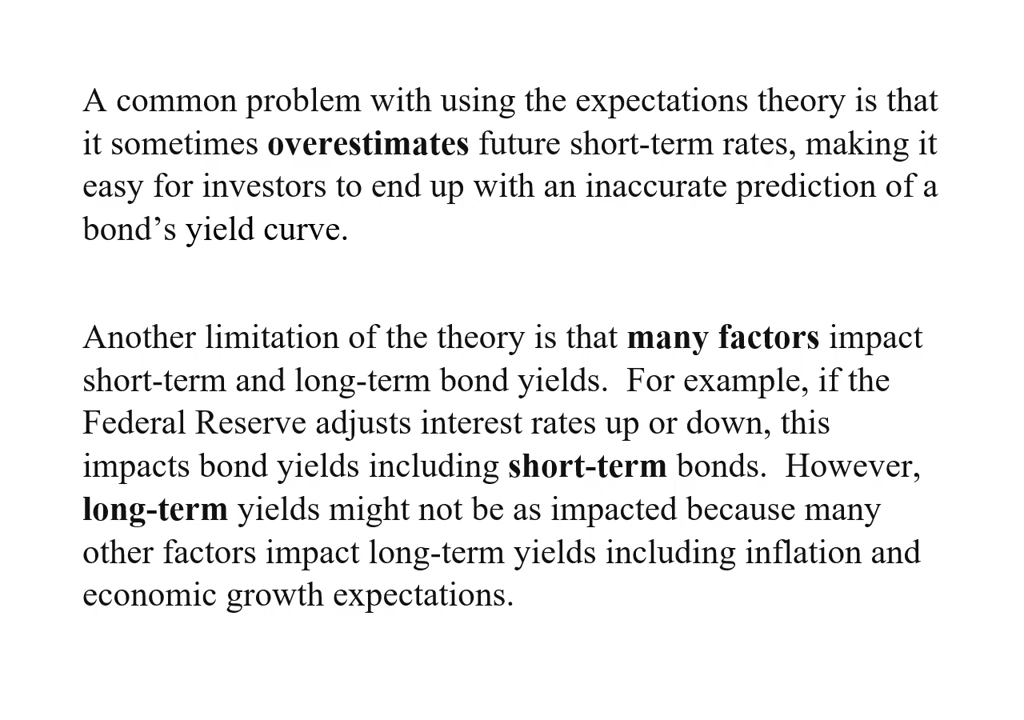 A common problem with using the expectations theory is that
it sometimes overestimates future short-term rates, making it
easy for investors to end up with an inaccurate prediction of a
bond’s yield curve.
Another limitation of the theory is that many factors impact
short-term and long-term bond yields.  For example, if the
Federal Reserve adjusts interest rates up or down, this
impacts bond yields including short-term bonds.  However,
long-term yields might not be as impacted because many
other factors impact long-term yields including inflation and
economic growth expectations.